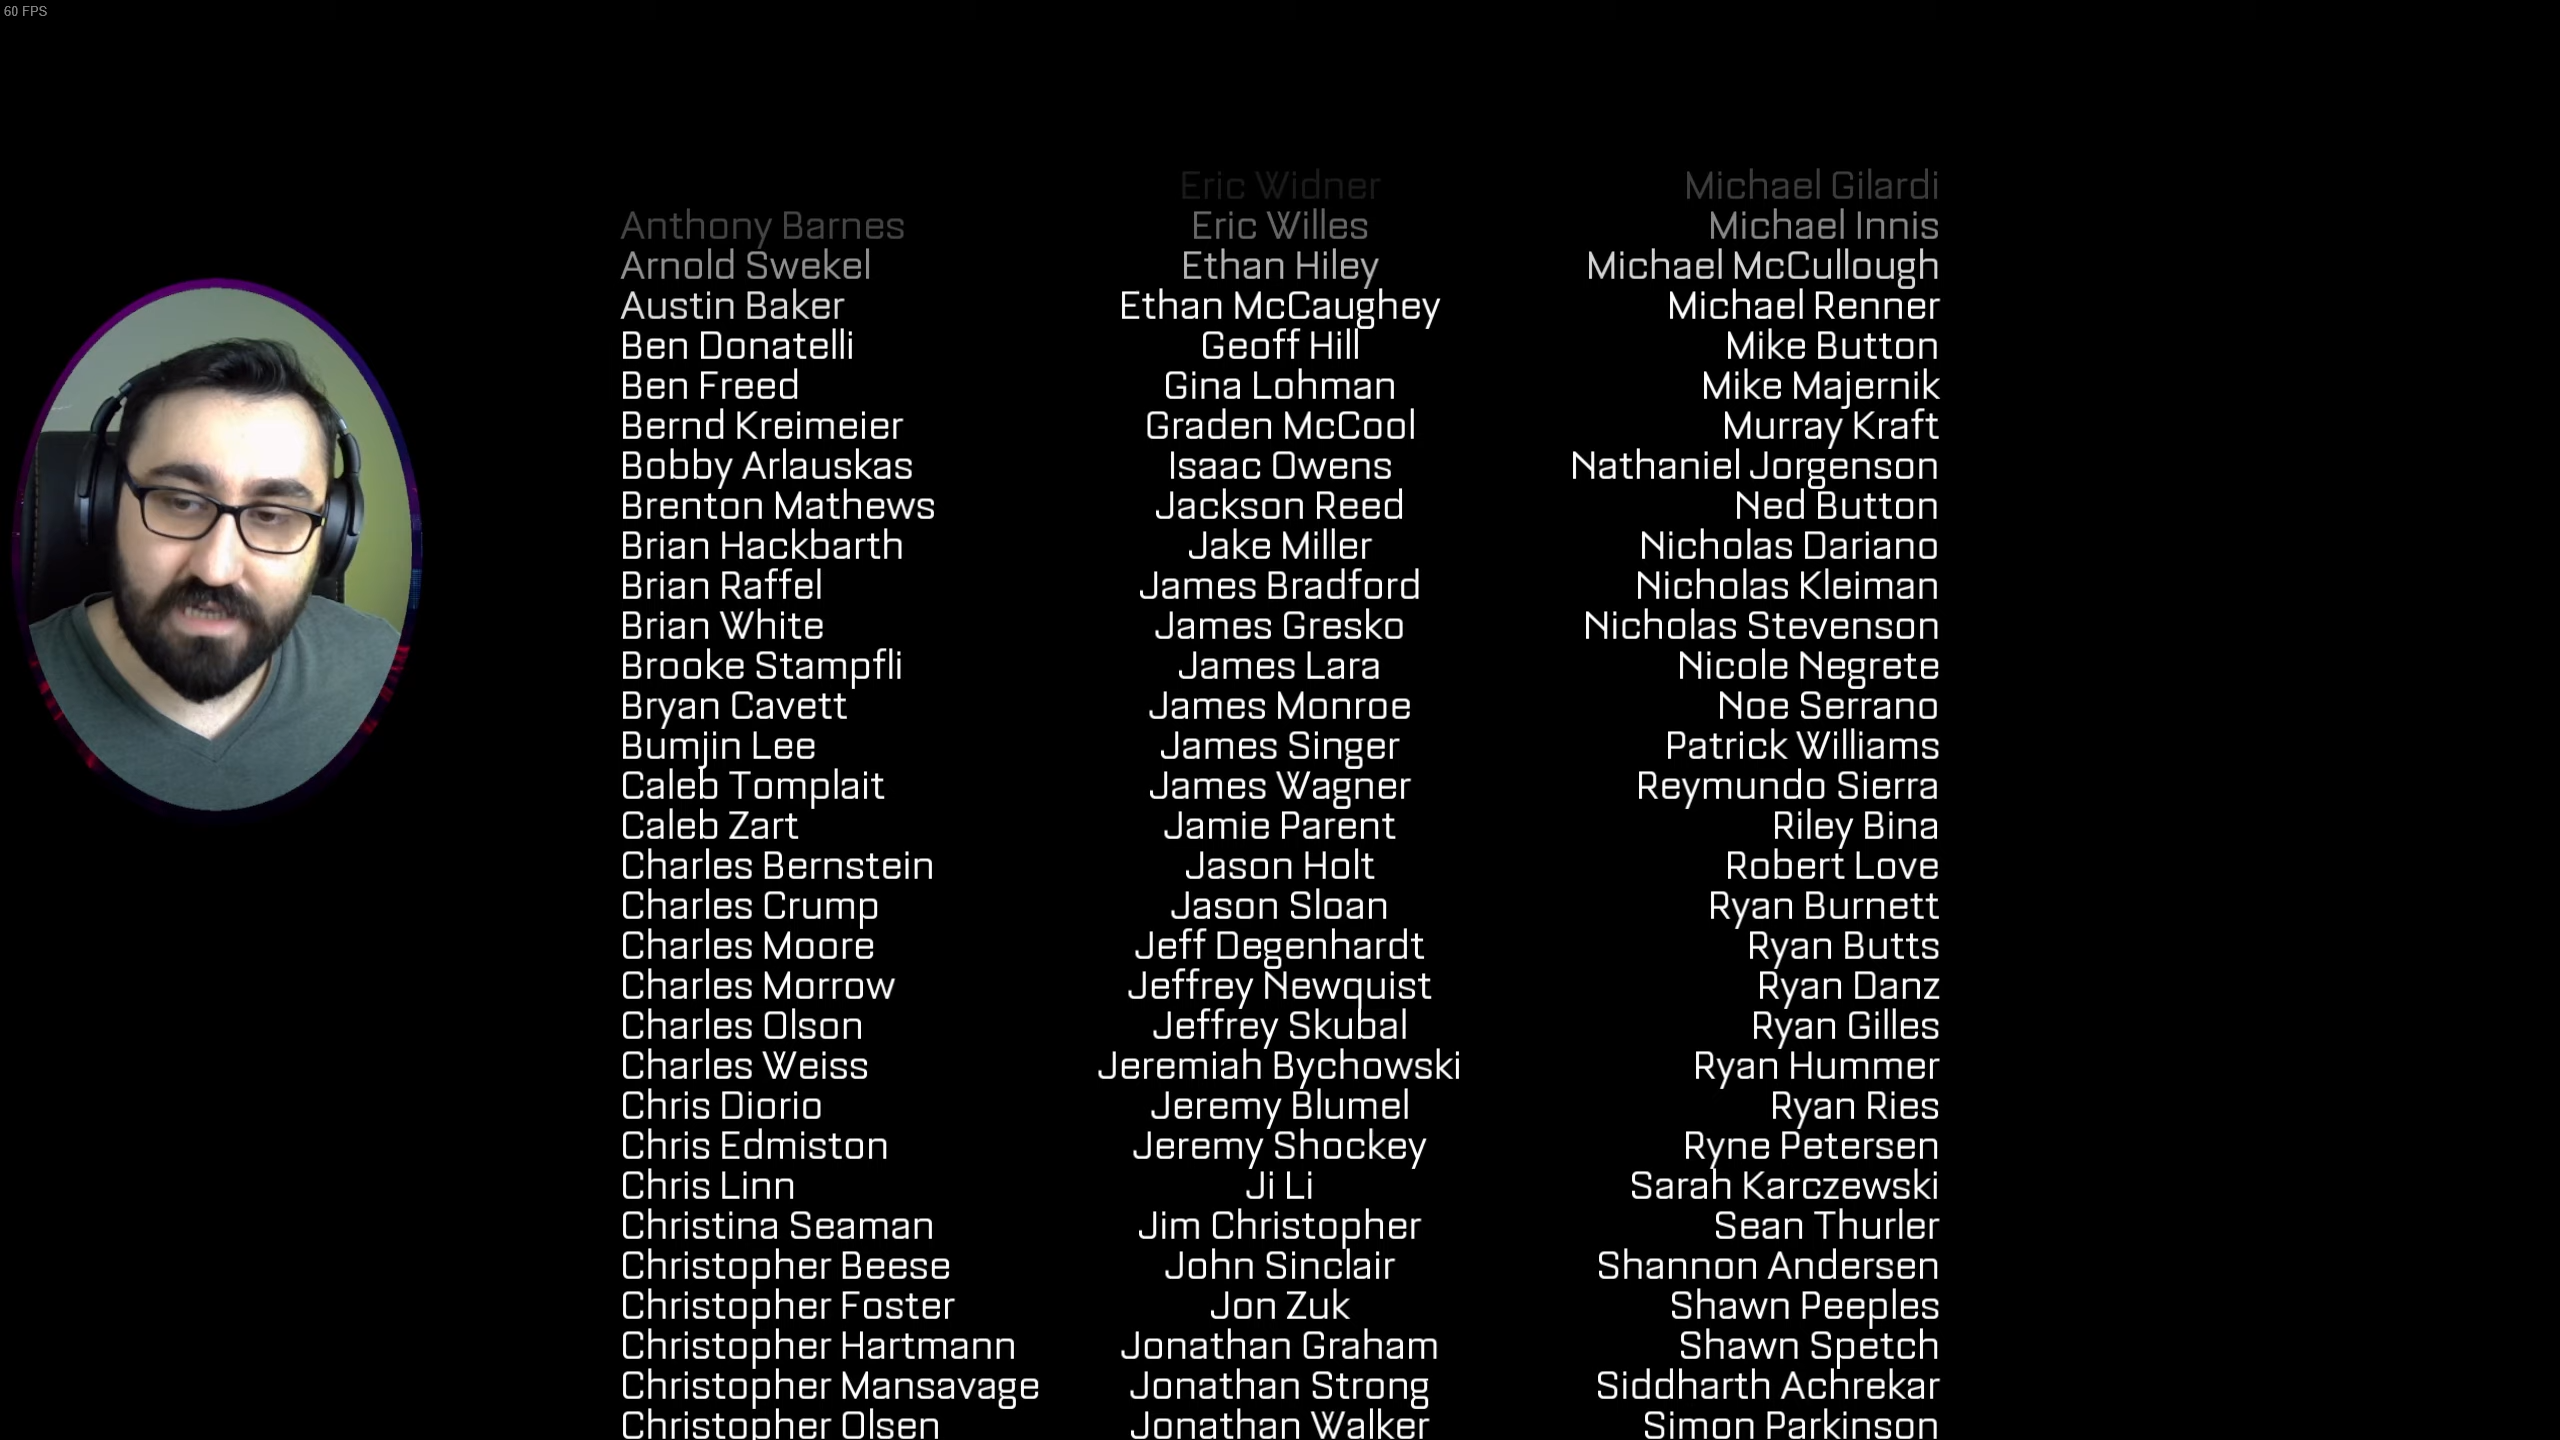 60 FPS
Eric Widner
Michael Gilardi
Anthony Barnes
Eric Willes
Michael Innis
Arnold Swekel
Ethan Hiley
Michael McCullough
Austin Baker
Ethan McCaughey
Michael Renner
Ben Donatelli
Geoff Hill
Mike Button
Ben Freed
Gina Lohman
Mike Majernik
Bernd Kreimeier
Graden McCool
Murray Kraft
Bobby Arlauskas
Isaac Owens
Nathaniel Jorgenson
Brenton Mathews
Jackson Reed
Ned Button
Brian Hackbarth
Jake Miller
Nicholas Dariano
Brian Raffel
James Bradford
Nicholas Kleiman
Brian White
James Gresko
Nicholas Stevenson
Brooke Stampfli
James Lara
Nicole Negrete
Bryan Cavett
James Monroe
Noe Serrano
Bumjin Lee
James Singer
Patrick Williams
Caleb Tomplait
James Wagner
Reymundo Sierra
Caleb Zart
Jamie Parent
Riley Bina
Charles Bernstein
Jason Holt
Robert Love
Charles Crump
Jason Sloan
Ryan Burnett
Charles Moore
Jeff Degenhardt
Ryan Butts
Charles Morrow
Jeffrey Newquist
Ryan Danz
Charles Olson
Jeffrey Skubal
Ryan Gilles
Charles Weiss
Jeremiah Bychowski
Ryan Hummer
Chris Diorio
Jeremy Blumel
Ryan Ries
Chris Edmiston
Jeremy Shockey
Ryne Petersen
Chris Linn
Ji Li
Sarah Karczewski
Christina Seaman
Jim Christopher
Sean Thurler
Christopher Beese
John Sinclair
Shannon Andersen
Christopher Foster
Jon Zuk
Shawn Peeples
Christopher Hartmann
Jonathan Graham
Shawn Spetch
Christopher Mansavage
Jonathan Strong
Siddharth Achrekar
Christopher Olsen
Jonathan Walker
Simon Parkinson